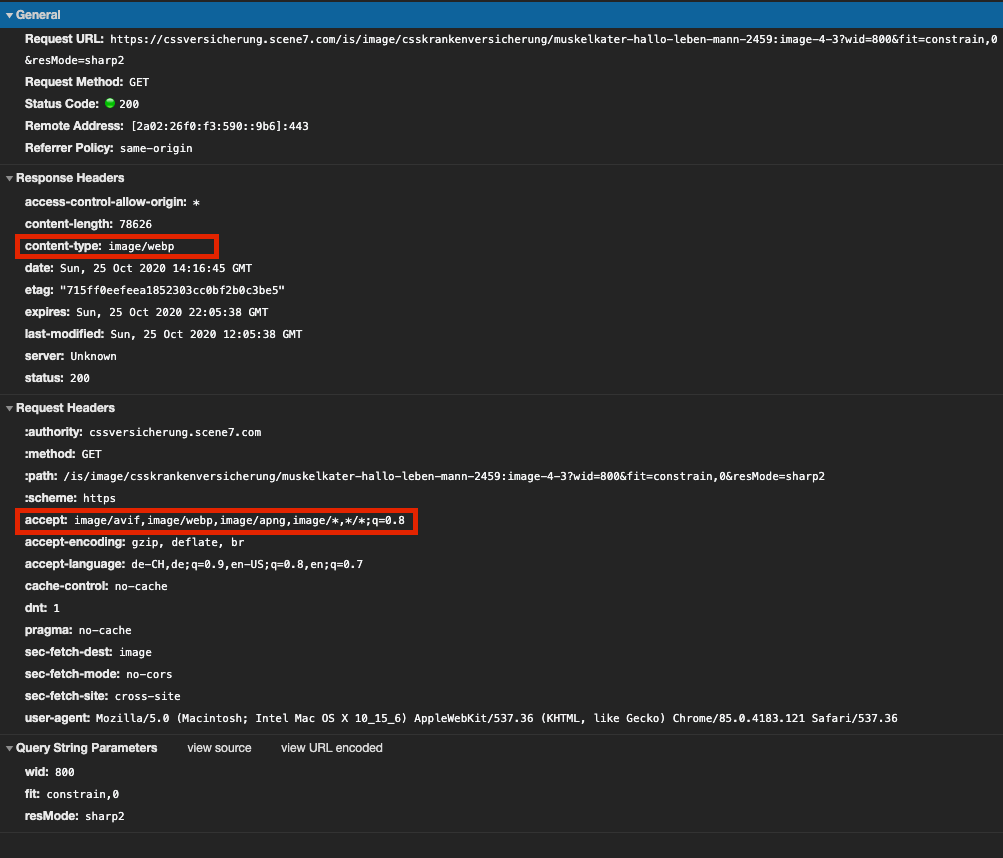 General
Request URL: https://cssversicherung.scene7.com/is/image/csskrankenversicherung/muskelkater-hallo-leben-mann-2459:image-4-3?wid=800&fit=constrain,0
&resMode=sharp2
Request Method: GET
Status Code: 200
Remote Address: [2a02:26f0:f3:590::9b6]:443
Referrer Policy: same-origin
Response Headers
access-control-allow-origin: *
content-length: 78626
content-type: image/webp
date: Sun, 25 Oct 2020 14:16:45 GMT
etag: "715ff0eefeea1852303cc0bf2b0c3be5"
expires: Sun, 25 Oct 2020 22:05:38 GMT
last-modified: Sun, 25 Oct 2020 12:05:38 GMT
server: Unknown
status: 200
Request Headers
:authority: cssversicherung.scene7.com
:method: GET
:path: /is/image/csskrankenversicherung/muskelkater-hallo-leben-mann-2459:image-4-3?wid=800&fit=constrain,0&resMode=sharp2
:scheme: https
accept: image/avif,image/webp,image/apng,image/*,*/*;q=0.8
accept-encoding: gzip, deflate, br
accept-language: de-CH,de;q=0.9,en-US;q=0.8,en;q=0.7
cache-control: no-cache
dnt: 1
pragma: no-cache
sec-fetch-dest: image
sec-fetch-mode: no-cors
sec-fetch-site: cross-site
user-agent: Mozilla/5.0 (Macintosh; Intel Mac OS X 10_15_6) AppleWebKit/537.36 (KHTML, like Gecko) Chrome/85.0.4183.121 Safari/537.36
Query String Parameters view source view URL encoded
wid: 800
fit: constrain,0
resMode: sharp2